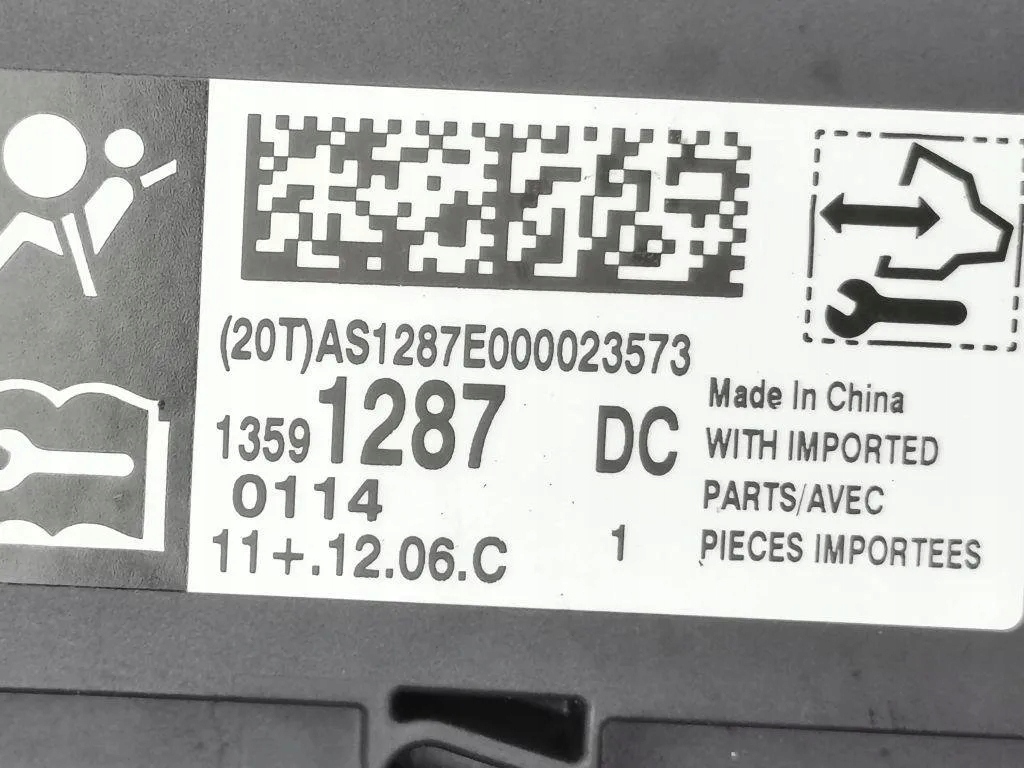 (20T)AS1287E000023573
13591287 DC
0114
11+.12.06.C 1
Made In China
WITH IMPORTED
PARTS/AVEC
PIECES IMPORTEES